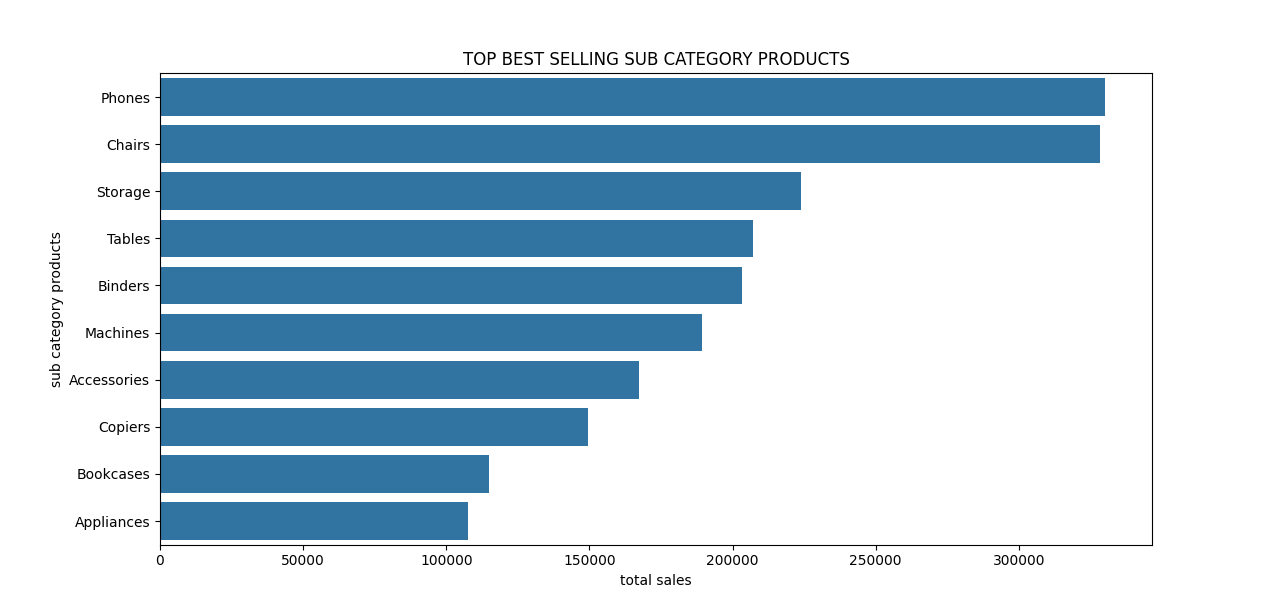 TOP BEST SELLING SUB CATEGORY PRODUCTS
sub category products
Phones
Chairs
Storage
Tables
Binders
Machines
Accessories
Copiers
Bookcases
Appliances
0 50000 100000 150000 200000 250000 300000
total sales